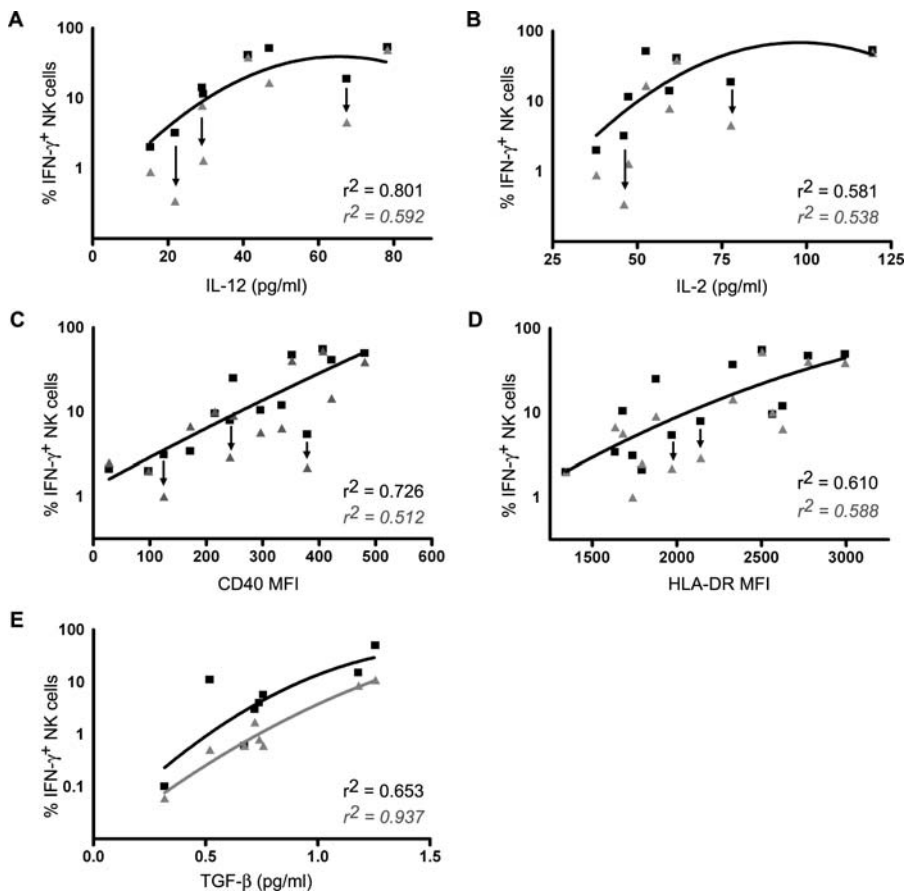 A
100
10
1
% IFN-γ+ NK cells
r2 = 0.801
r2 = 0.592
0 20 40 60 80
IL-12 (pg/ml)
B
100
10
1
% IFN-γ+ NK cells
r2 = 0.581
r2 = 0.538
25 50 75 100 125
IL-2 (pg/ml)
C
100
10
1
% IFN-γ+ NK cells
r2 = 0.726
r2 = 0.512
0 100 200 300 400 500 600
CD40 MFI
D
100
10
1
% IFN-γ+ NK cells
r2 = 0.610
r2 = 0.588
1500 2000 2500 3000
HLA-DR MFI
E
100
10
1
0.1
% IFN-γ+ NK cells
r2 = 0.653
r2 = 0.937
0.0 0.5 1.0 1.5
TGF-β (pg/ml)